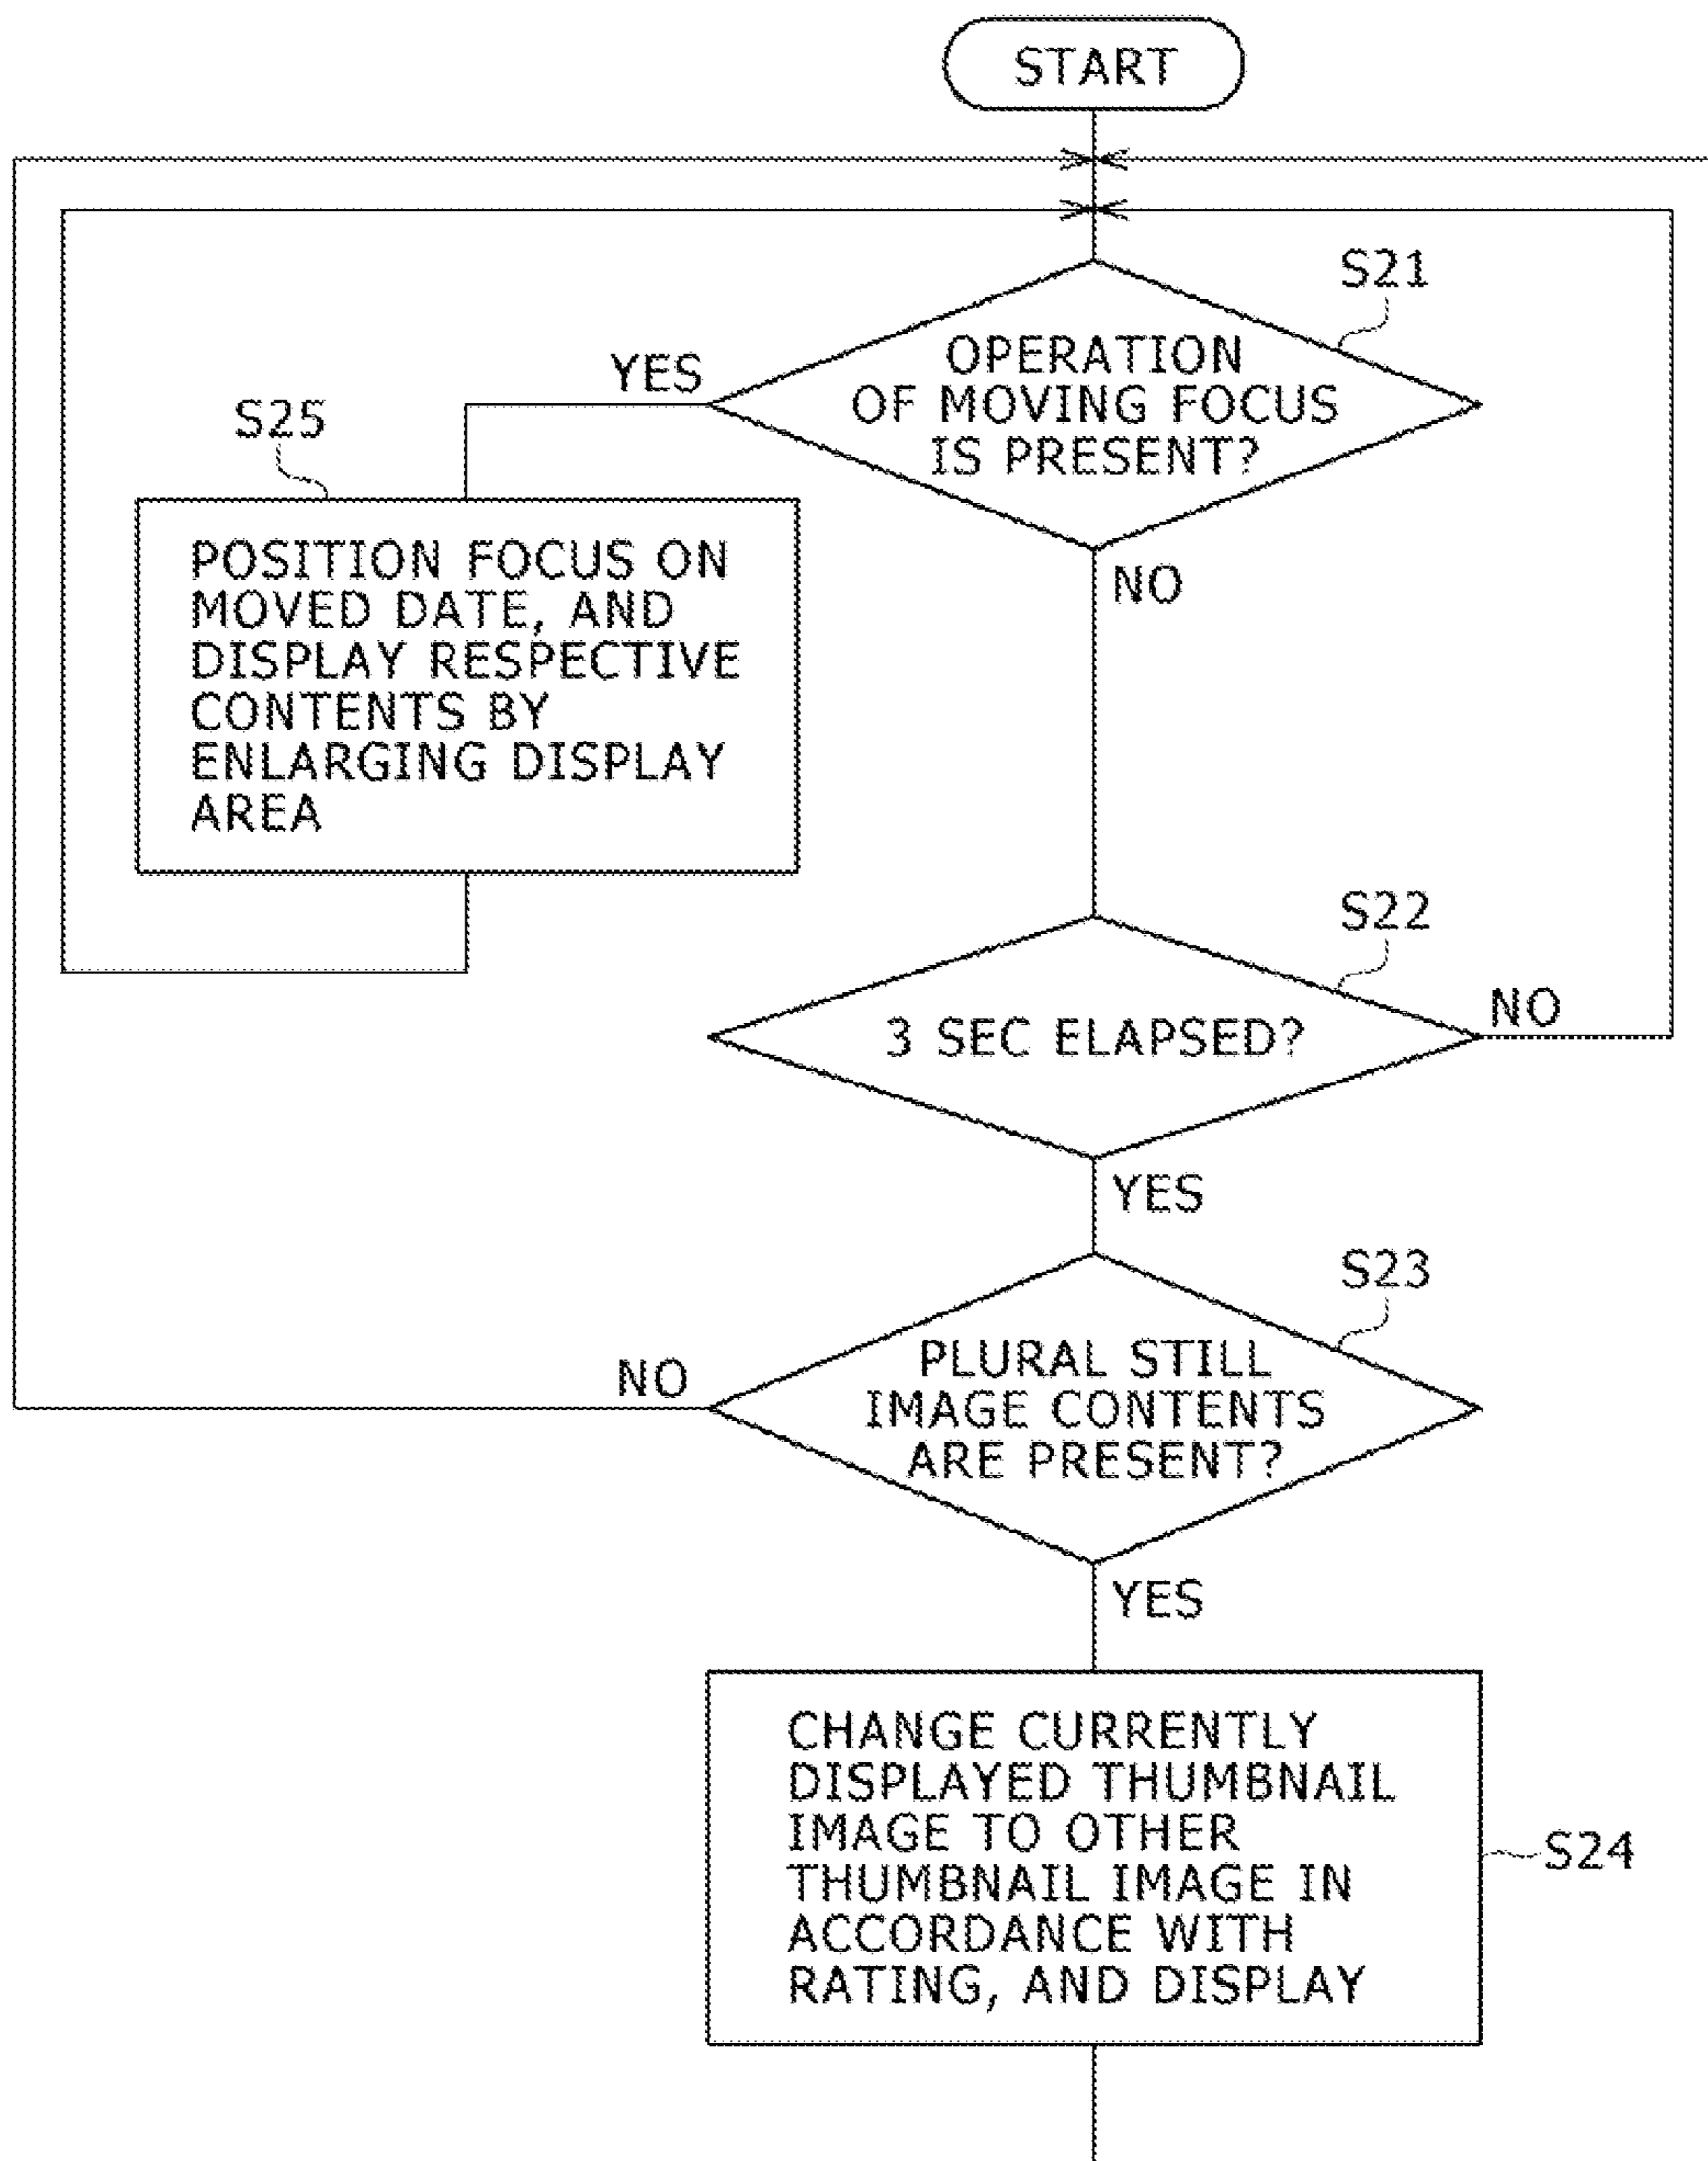 START
S21
OPERATION
OF MOVING FOCUS
IS PRESENT?
YES
NO
S25
POSITION FOCUS ON
MOVED DATE, AND
DISPLAY RESPECTIVE
CONTENTS BY
ENLARGING DISPLAY
AREA
S22
3 SEC ELAPSED?
NO
YES
S23
PLURAL STILL
IMAGE CONTENTS
ARE PRESENT?
NO
YES
CHANGE CURRENTLY
DISPLAYED THUMBNAIL
IMAGE TO OTHER
THUMBNAIL IMAGE IN
ACCORDANCE WITH
RATING, AND DISPLAY
S24